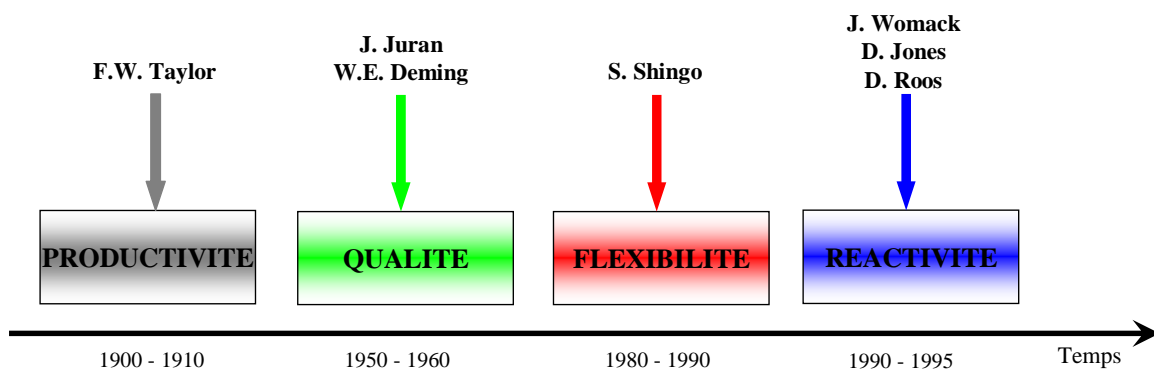 F.W. Taylor
J. Juran
W.E. Deming
S. Shingo
J. Womack
D. Jones
D. Roos
PRODUCTIVITE
QUALITE
FLEXIBILITE
REACTIVITE
1900 - 1910
1950 - 1960
1980 - 1990
1990 - 1995
Temps